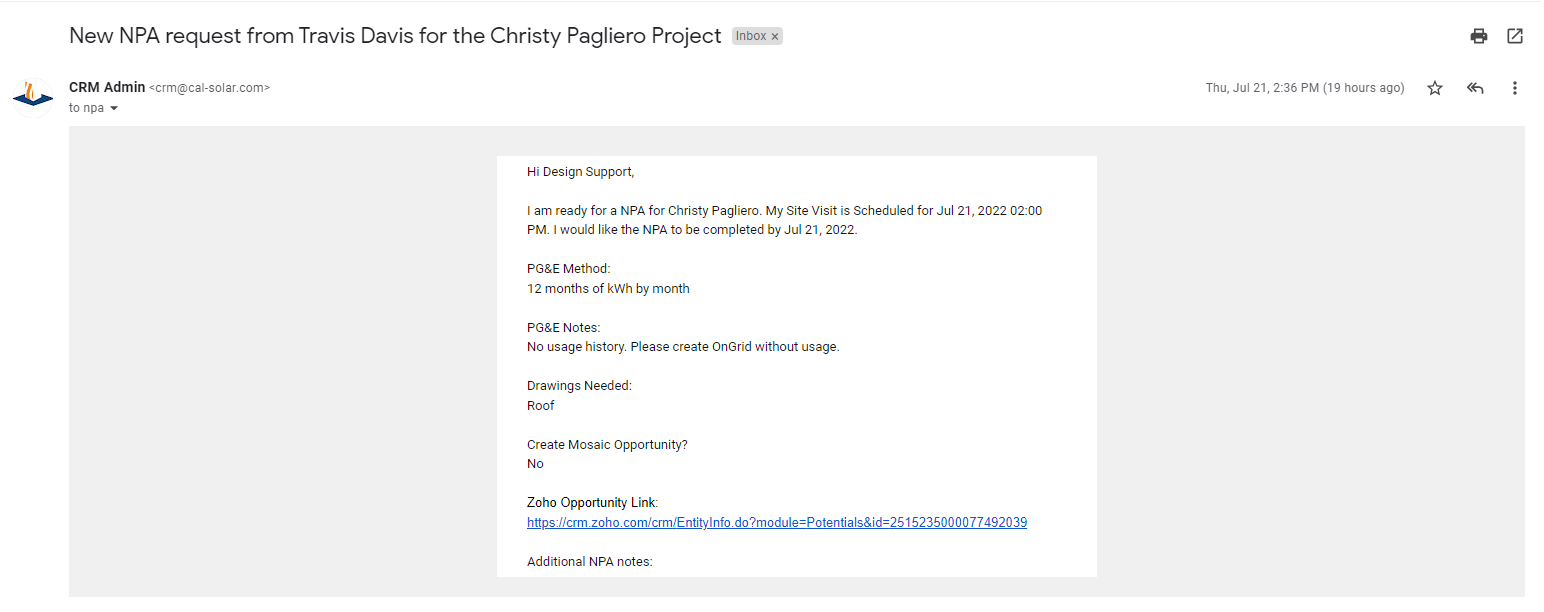 New NPA request from Travis Davis for the Christy Pagliero Project Inbox ×
CRM Admin <crm@cal-solar.com> Thu, Jul 21, 2:36 PM (19 hours ago)
to npa
Hi Design Support,
I am ready for a NPA for Christy Pagliero. My Site Visit is Scheduled for Jul 21, 2022 02:00
PM. I would like the NPA to be completed by Jul 21, 2022.
PG&E Method:
12 months of kWh by month
PG&E Notes:
No usage history. Please create OnGrid without usage.
Drawings Needed:
Roof
Create Mosaic Opportunity?
No
Zoho Opportunity Link:
https://crm.zoho.com/crm/EntityInfo.do?module=Potentials&id=2515235000077492039
Additional NPA notes: